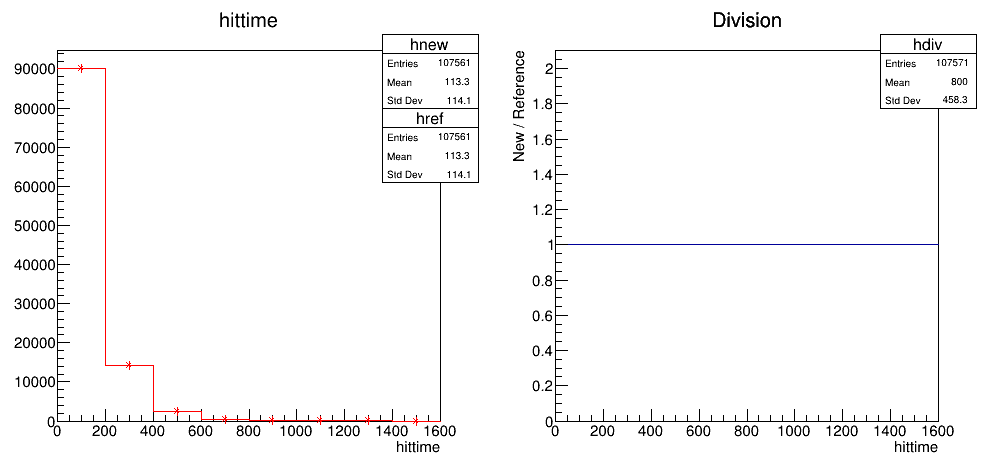 hittime
hnew
Entries 107561
Mean 113.3
Std Dev 114.1
href
Entries 107561
Mean 113.3
Std Dev 114.1
90000
80000
70000
60000
50000
40000
30000
20000
10000
0
0 200 400 600 800 1000 1200 1400 1600
hittime
Division
hdiv
Entries 107571
Mean 800
Std Dev 458.3
New / Reference
2
1.8
1.6
1.4
1.2
1
0.8
0.6
0.4
0.2
0
0 200 400 600 800 1000 1200 1400 1600
hittime